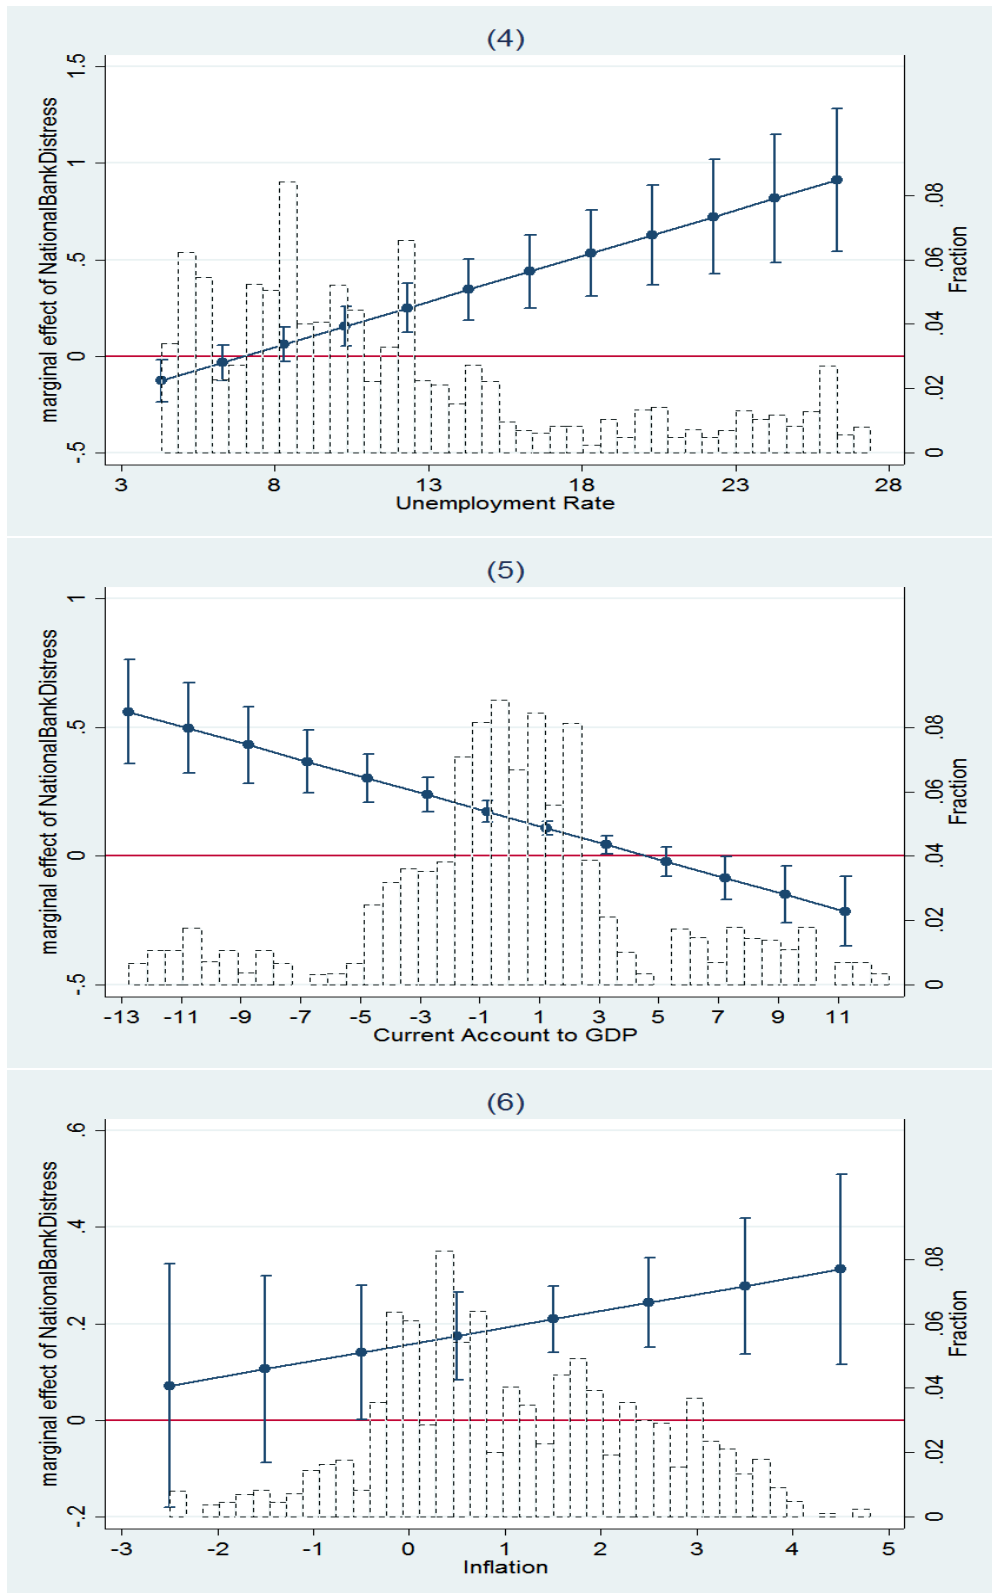 (4)
marginal effect of NationalBankDistress
1.5
1
.5
0
-.5
.08
.06
.04
.02
0
Fraction
3 8 13 18 23 28
Unemployment Rate
(5)
marginal effect of NationalBankDistress
1
.5
0
-.5
.08
.06
.04
.02
0
Fraction
-13 -11 -9 -7 -5 -3 -1 1 3 5 7 9 11
Current Account to GDP
(6)
marginal effect of NationalBankDistress
.6
.4
.2
0
-.2
.08
.06
.04
.02
0
Fraction
-3 -2 -1 0 1 2 3 4 5
Inflation